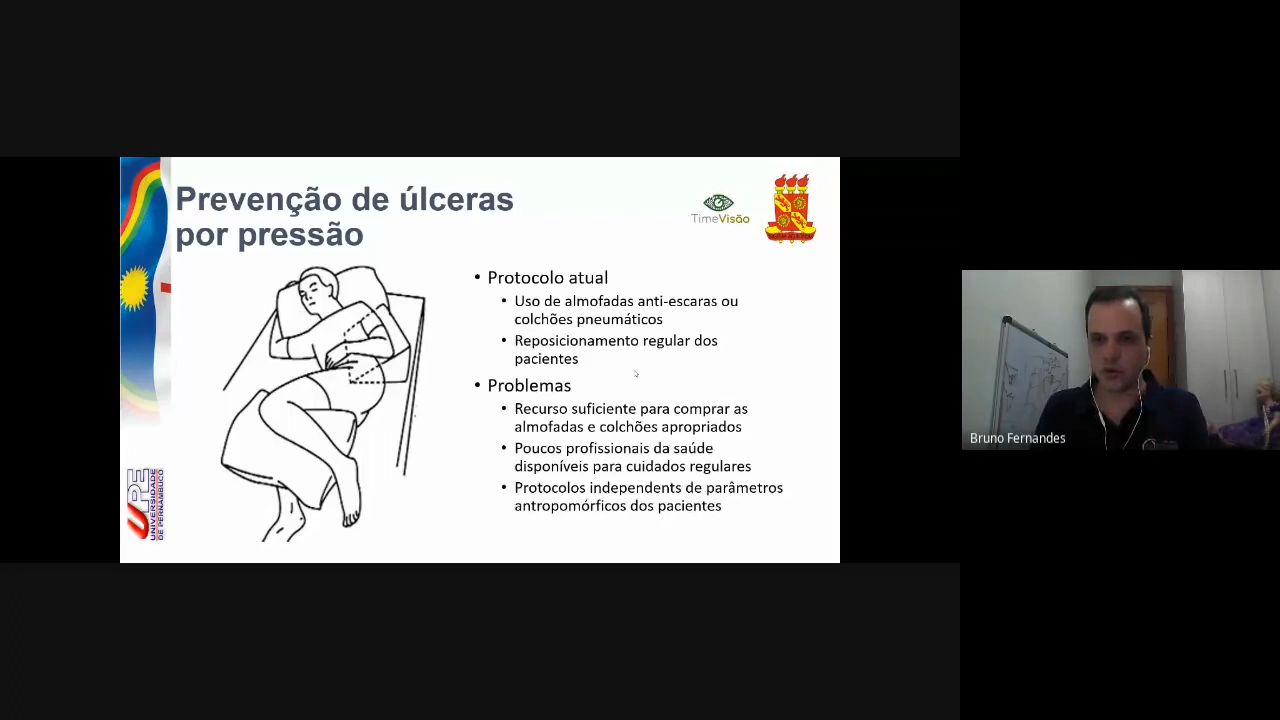 Prevenção de úlceras
por pressão
TimeVisão
• Protocolo atual
• Uso de almofadas anti-escaras ou
colchões pneumáticos
• Reposicionamento regular dos
pacientes
• Problemas
• Recurso suficiente para comprar as
almofadas e colchões apropriados
• Poucos profissionais da saúde
disponíveis para cuidados regulares
• Protocolos independents de parâmetros
antropomórficos dos pacientes
UPE
UNIVERSIDADE
DE PERNAMBUCO
Bruno Fernandes